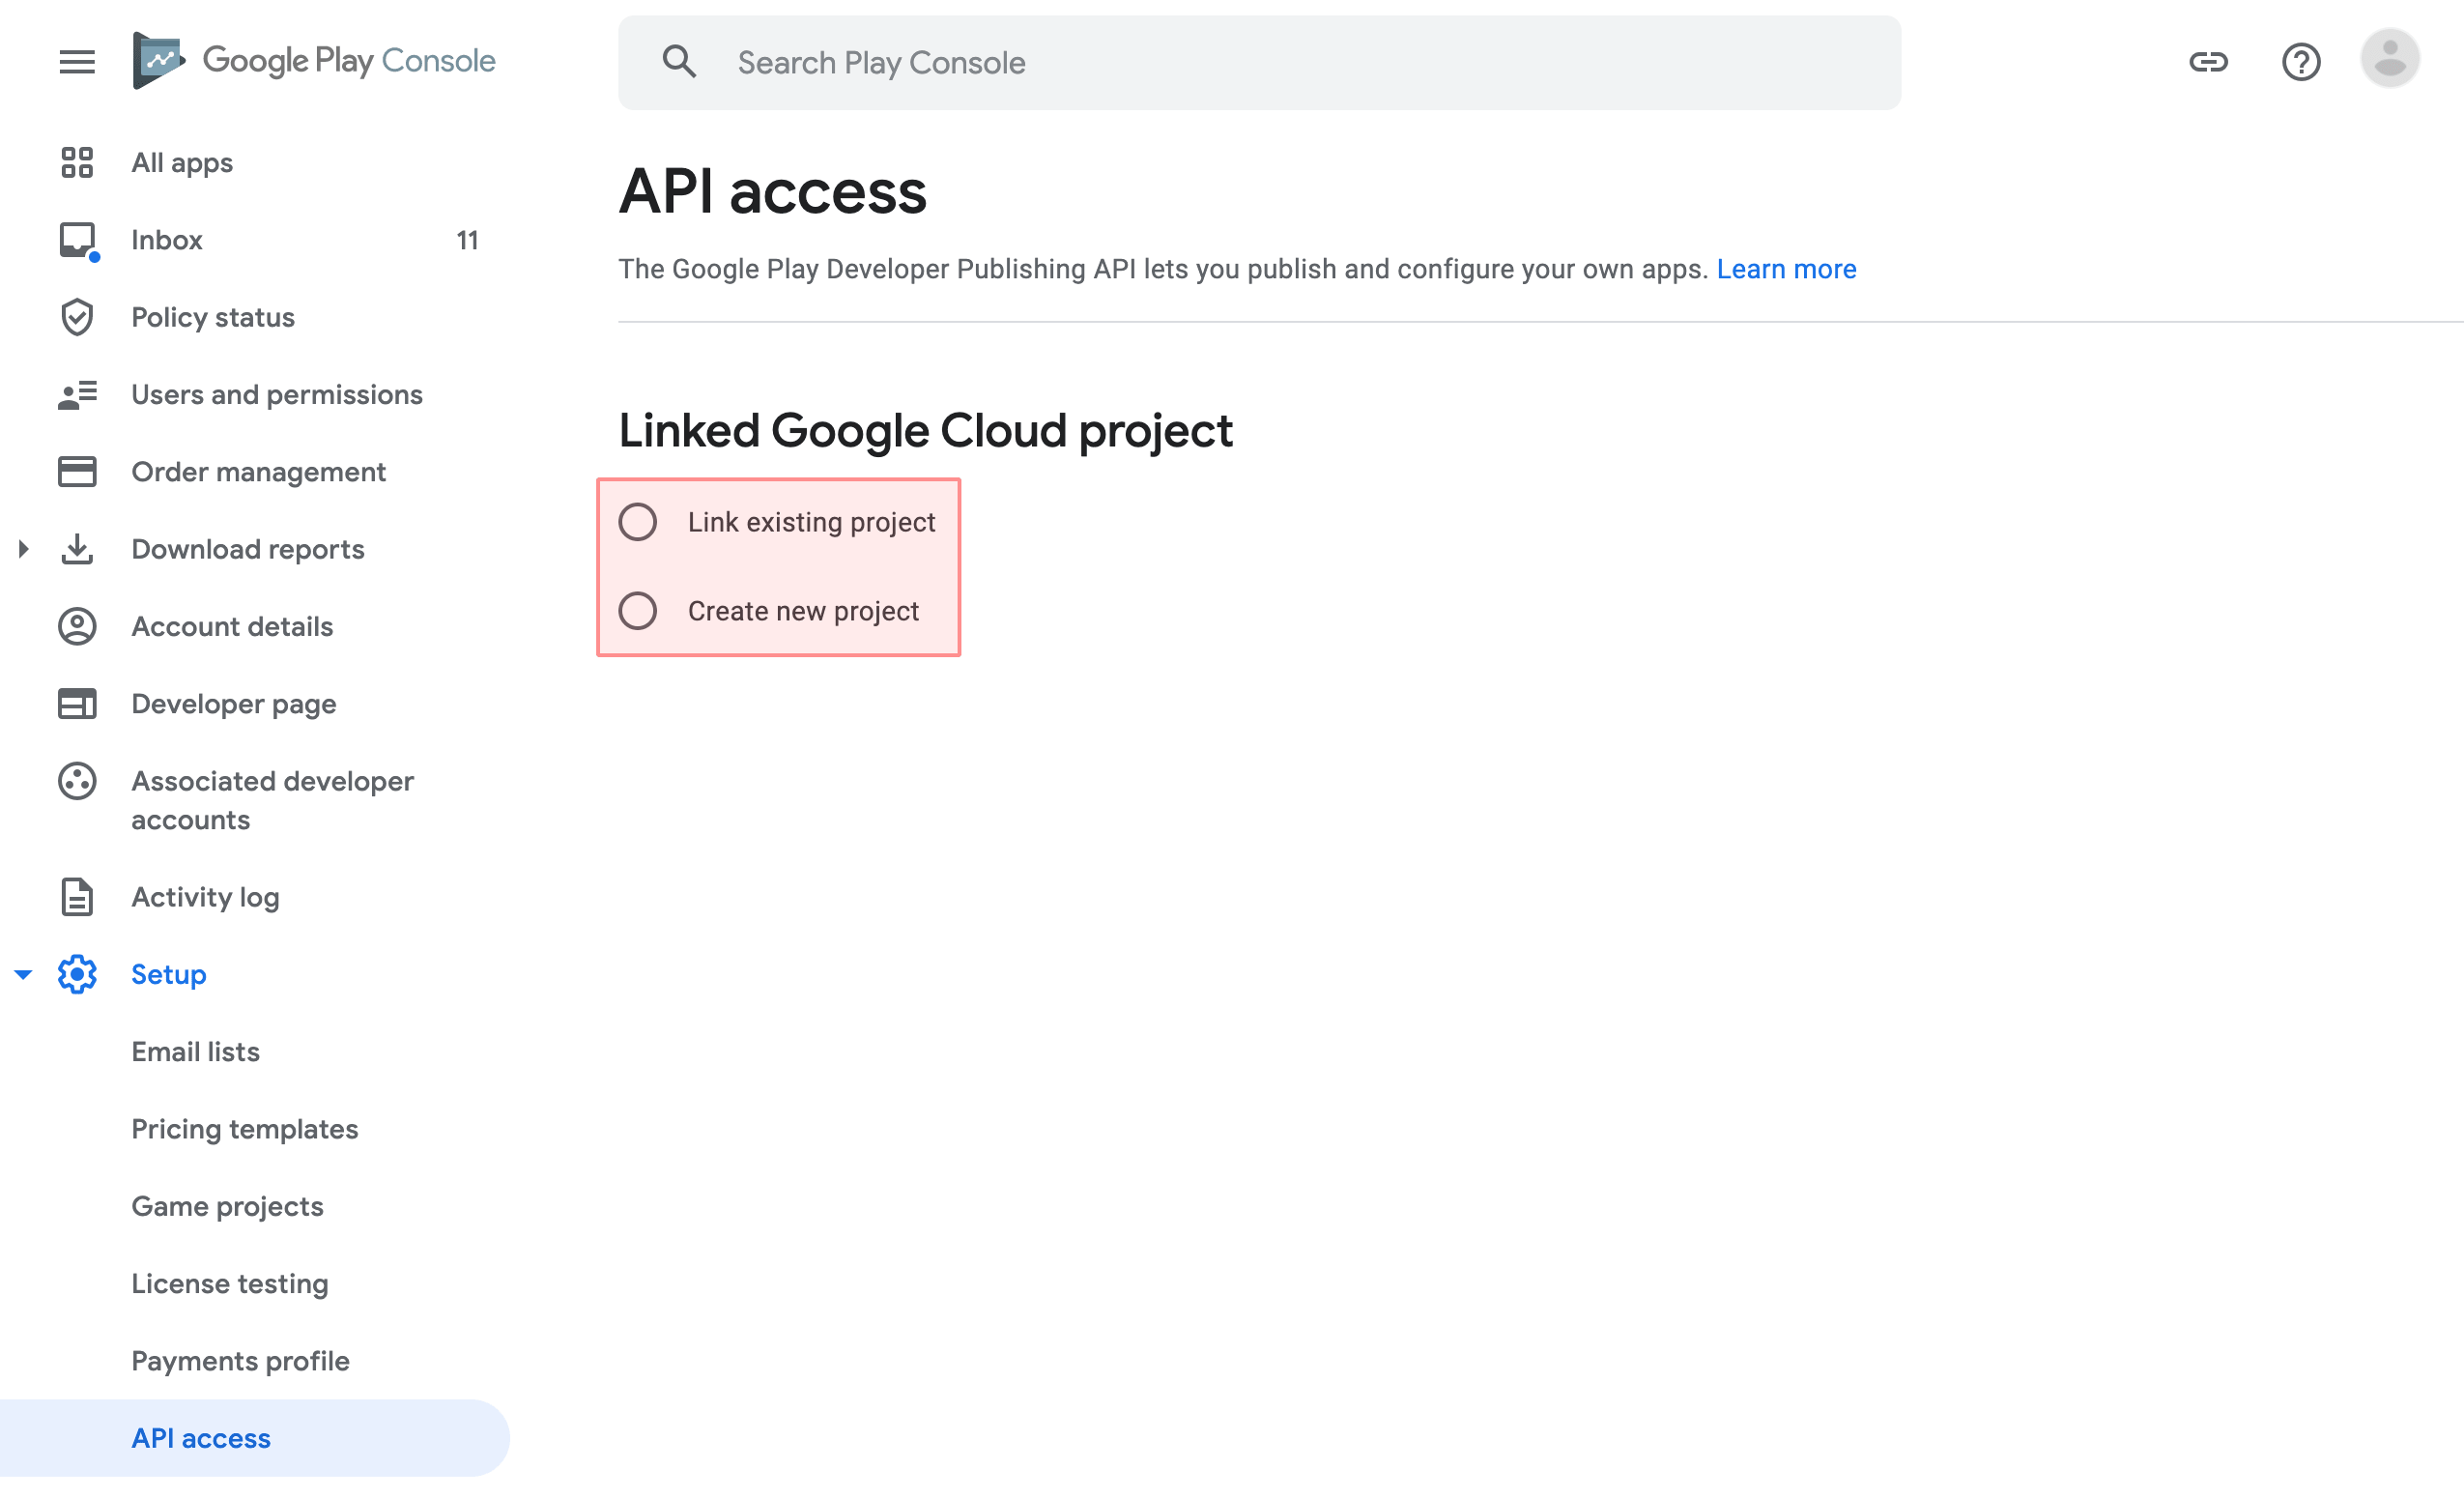 Google Play Console
Search Play Console
All apps
Inbox 11
Policy status
Users and permissions
Order management
Download reports
Account details
Developer page
Associated developer
accounts
Activity log
Setup
Email lists
Pricing templates
Game projects
License testing
Payments profile
API access
API access
The Google Play Developer Publishing API lets you publish and configure your own apps. Learn more
Linked Google Cloud project
Link existing project
Create new project